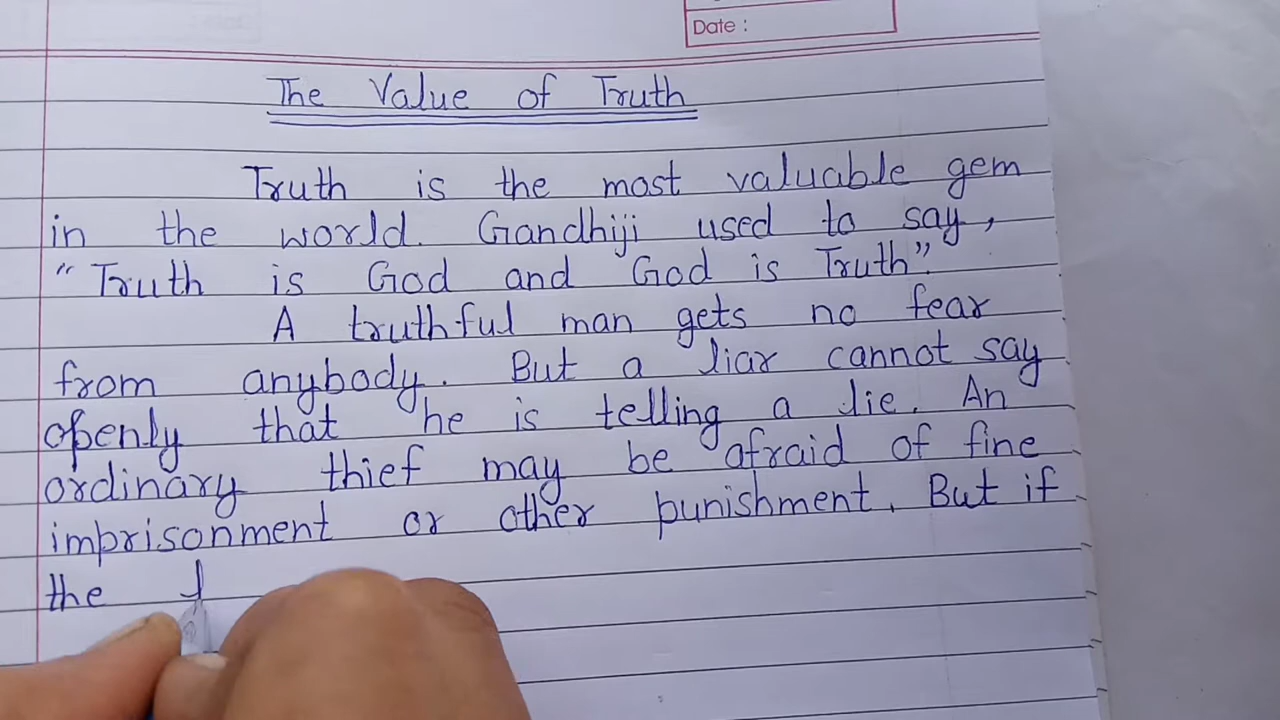 Date :
The Value of Truth
Truth is the most valuable gem
in the world. Gandhiji used to say,
"Truth is God and God is Truth".
A truthful man gets no fear
from anybody. But a liar cannot say
openly that he is telling a lie. An
ordinary thief may be afraid of fine
imprisonment or other punishment. But if
the